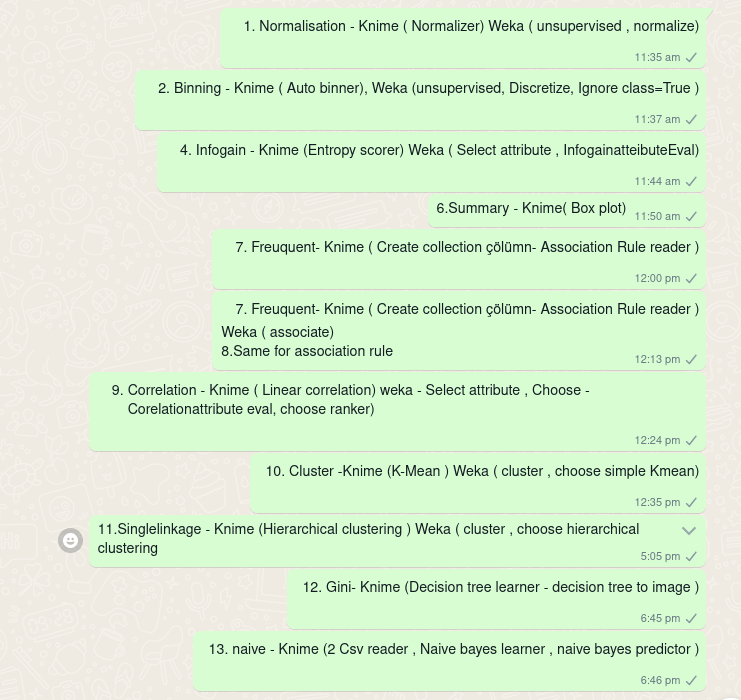 1. Normalisation - Knime ( Normalizer) Weka ( unsupervised , normalize)
11:35 am
2. Binning - Knime ( Auto binner), Weka (unsupervised, Discretize, Ignore class=True )
11:37 am
4. Infogain - Knime (Entropy scorer) Weka ( Select attribute , InfogainatteibuteEval)
11:44 am
6.Summary - Knime( Box plot)
11:50 am
7. Freuquent- Knime ( Create collection çölümn- Association Rule reader )
12:00 pm
7. Freuquent- Knime ( Create collection çölümn- Association Rule reader )
Weka ( associate)
8.Same for association rule
12:13 pm
9. Correlation - Knime ( Linear correlation) weka - Select attribute , Choose -
Corelationattribute eval, choose ranker)
12:24 pm
10. Cluster -Knime (K-Mean ) Weka ( cluster , choose simple Kmean)
12:35 pm
11.Singlelinkage - Knime (Hierarchical clustering ) Weka ( cluster , choose hierarchical
clustering
5:05 pm
12. Gini- Knime (Decision tree learner - decision tree to image )
6:45 pm
13. naive - Knime (2 Csv reader , Naive bayes learner , naive bayes predictor )
6:46 pm